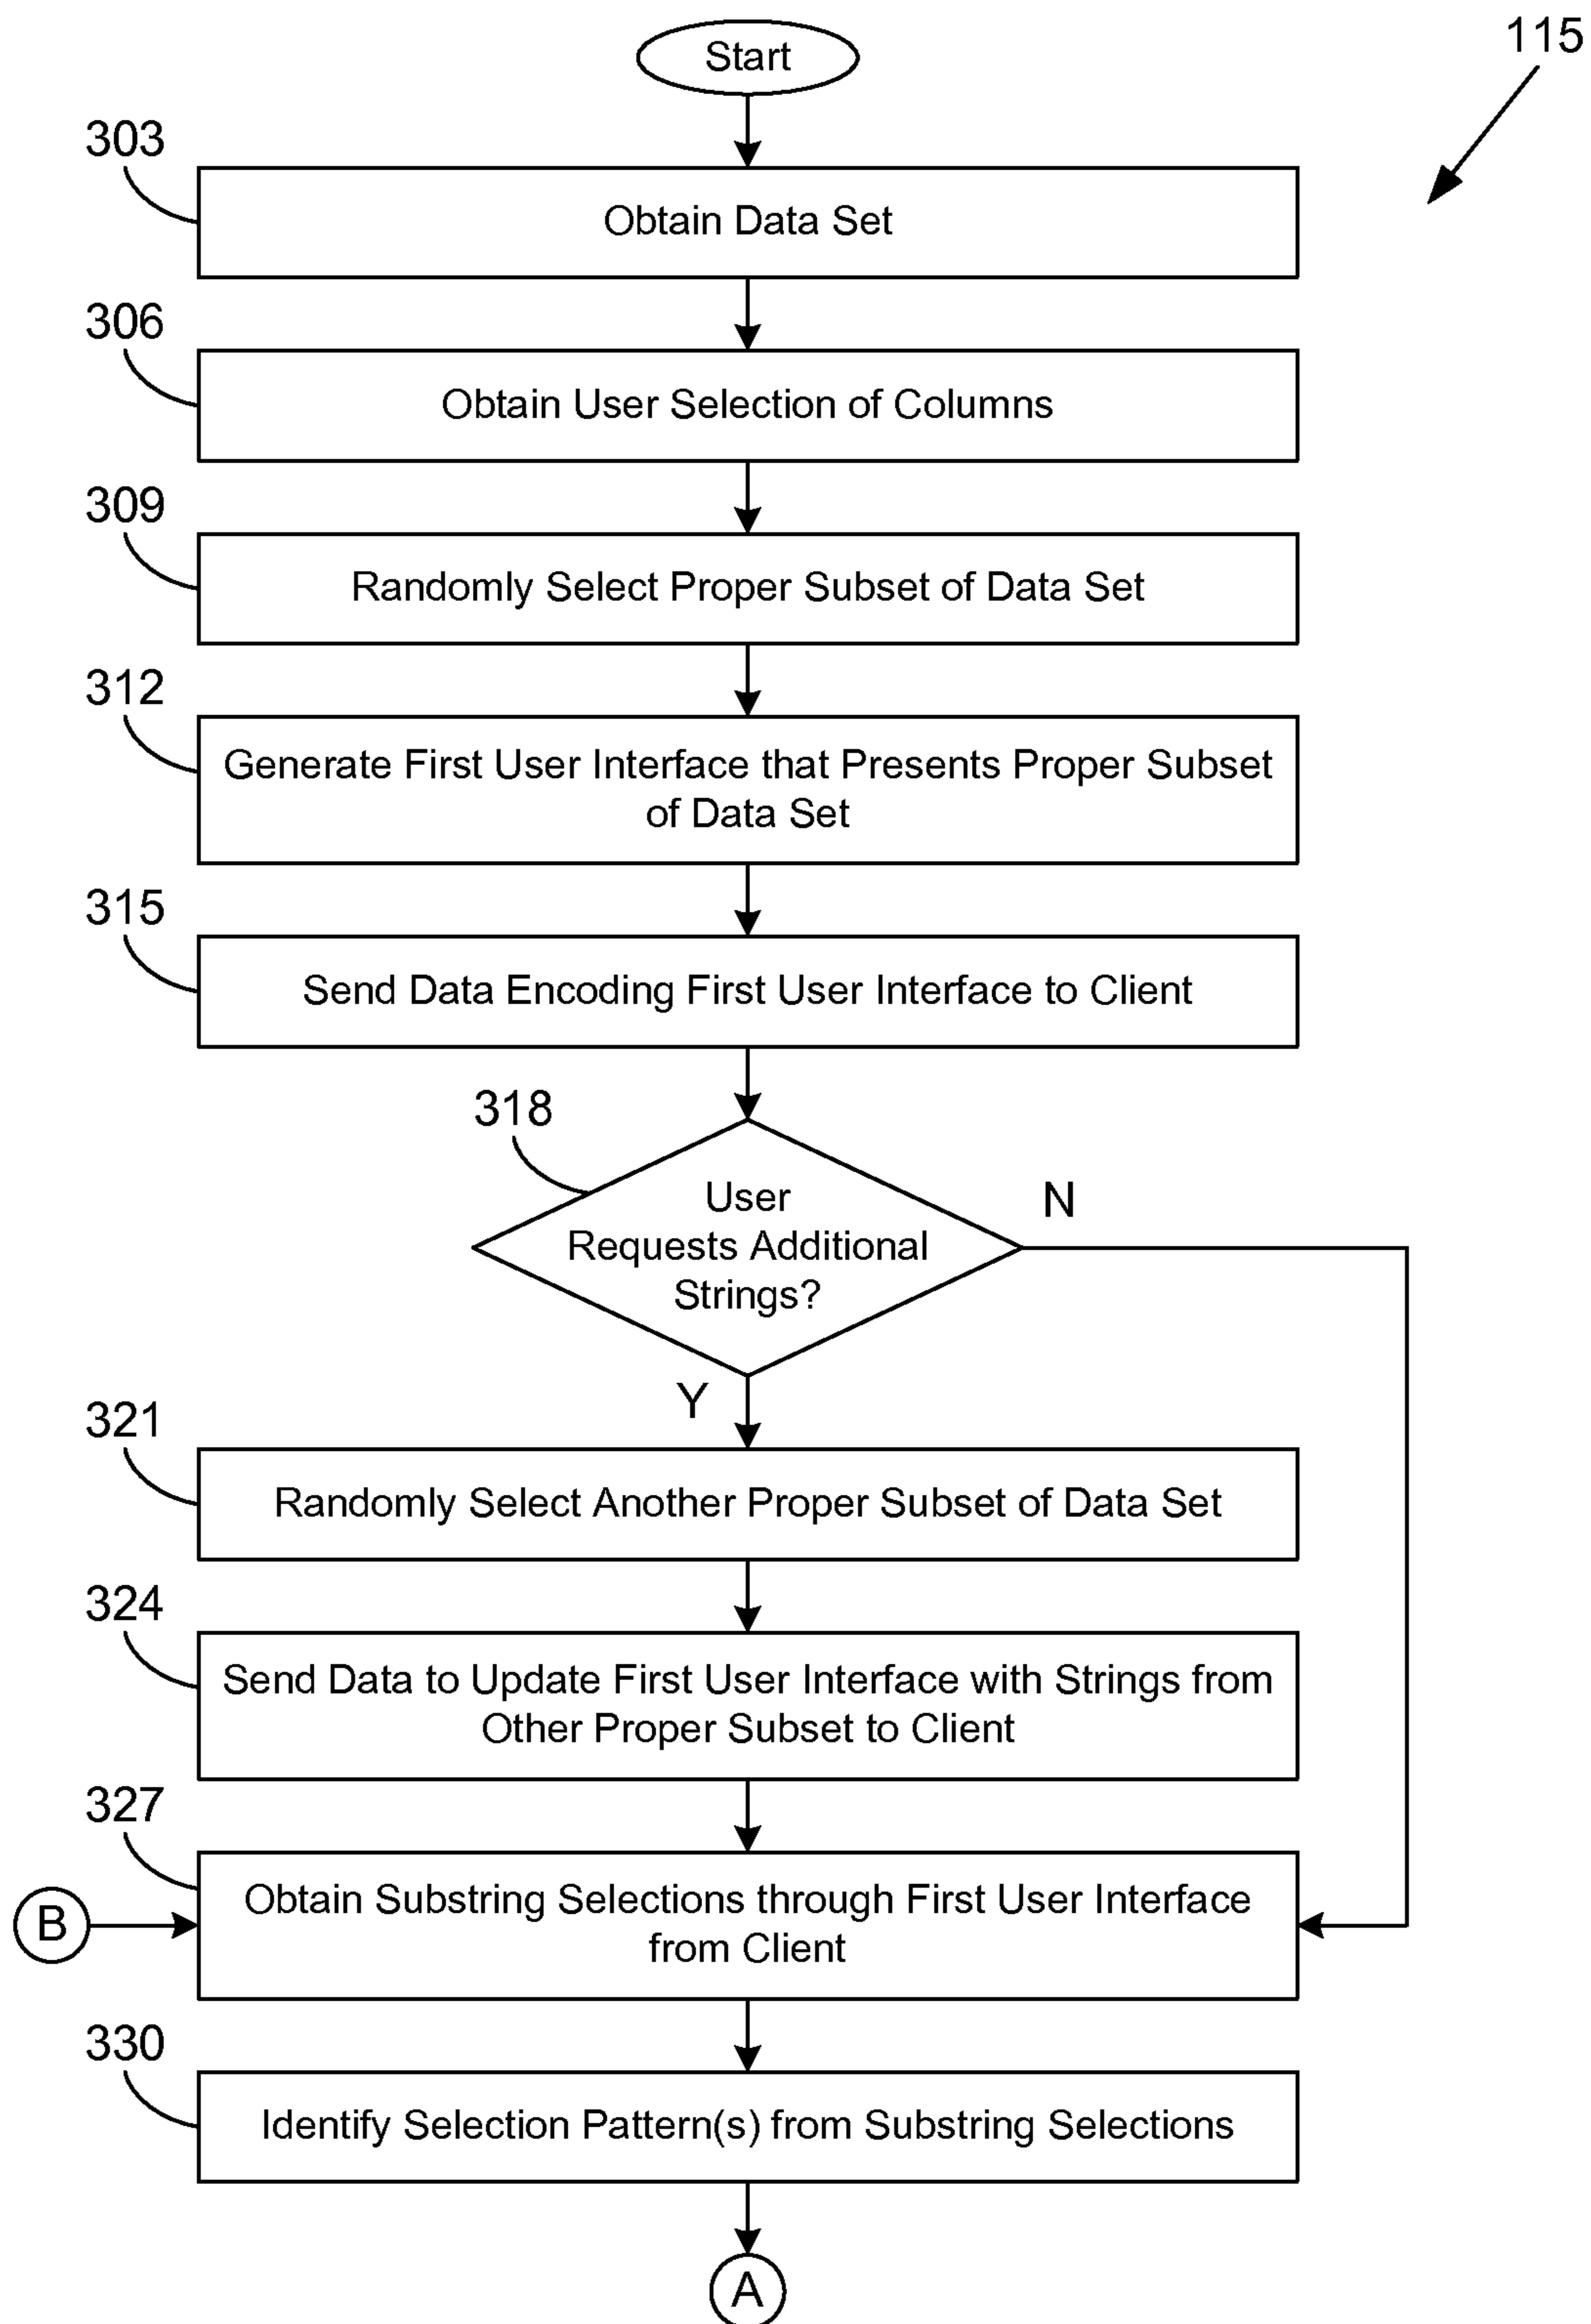 Start
115
303
Obtain Data Set
306
Obtain User Selection of Columns
309
Randomly Select Proper Subset of Data Set
312
Generate First User Interface that Presents Proper Subset
of Data Set
315
Send Data Encoding First User Interface to Client
318
User
Requests Additional
Strings?
N
Y
321
Randomly Select Another Proper Subset of Data Set
324
Send Data to Update First User Interface with Strings from
Other Proper Subset to Client
327
B
Obtain Substring Selections through First User Interface
from Client
330
Identify Selection Pattern(s) from Substring Selections
A